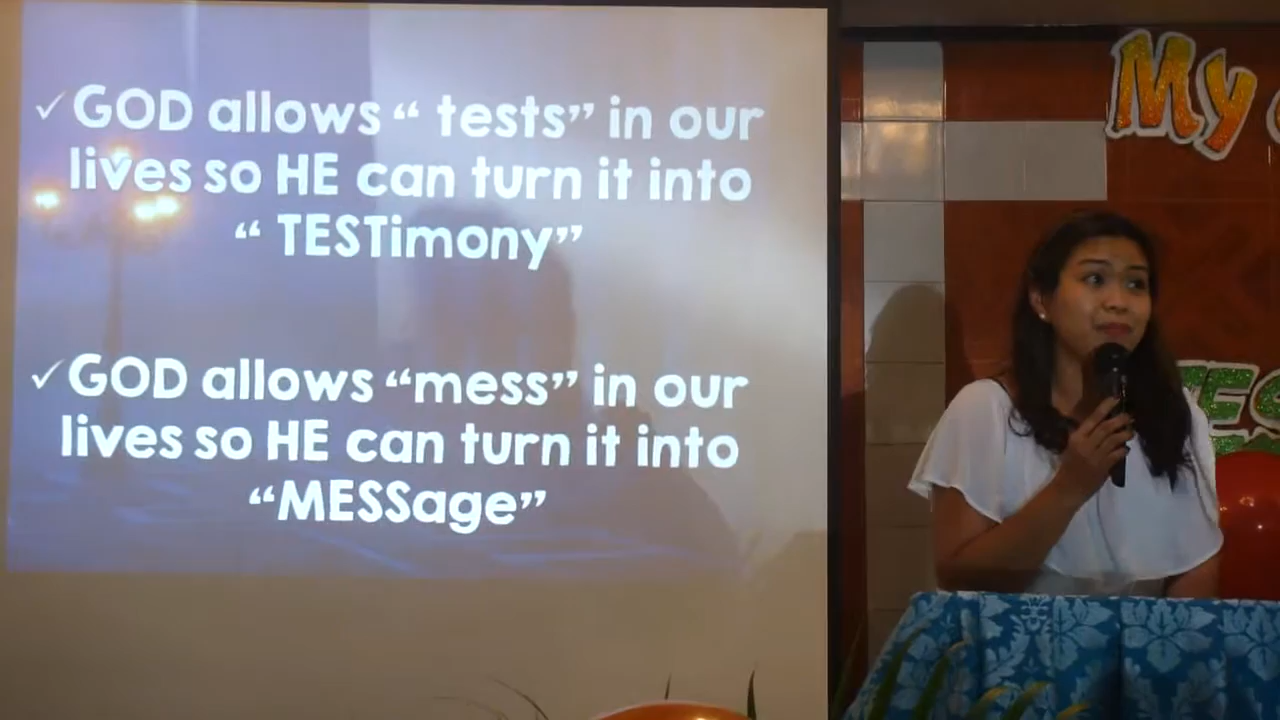 ✓GOD allows “ tests” in our
lives so HE can turn it into
“ TESTimony”
✓GOD allows “mess” in our
lives so HE can turn it into
“MESSage”
My